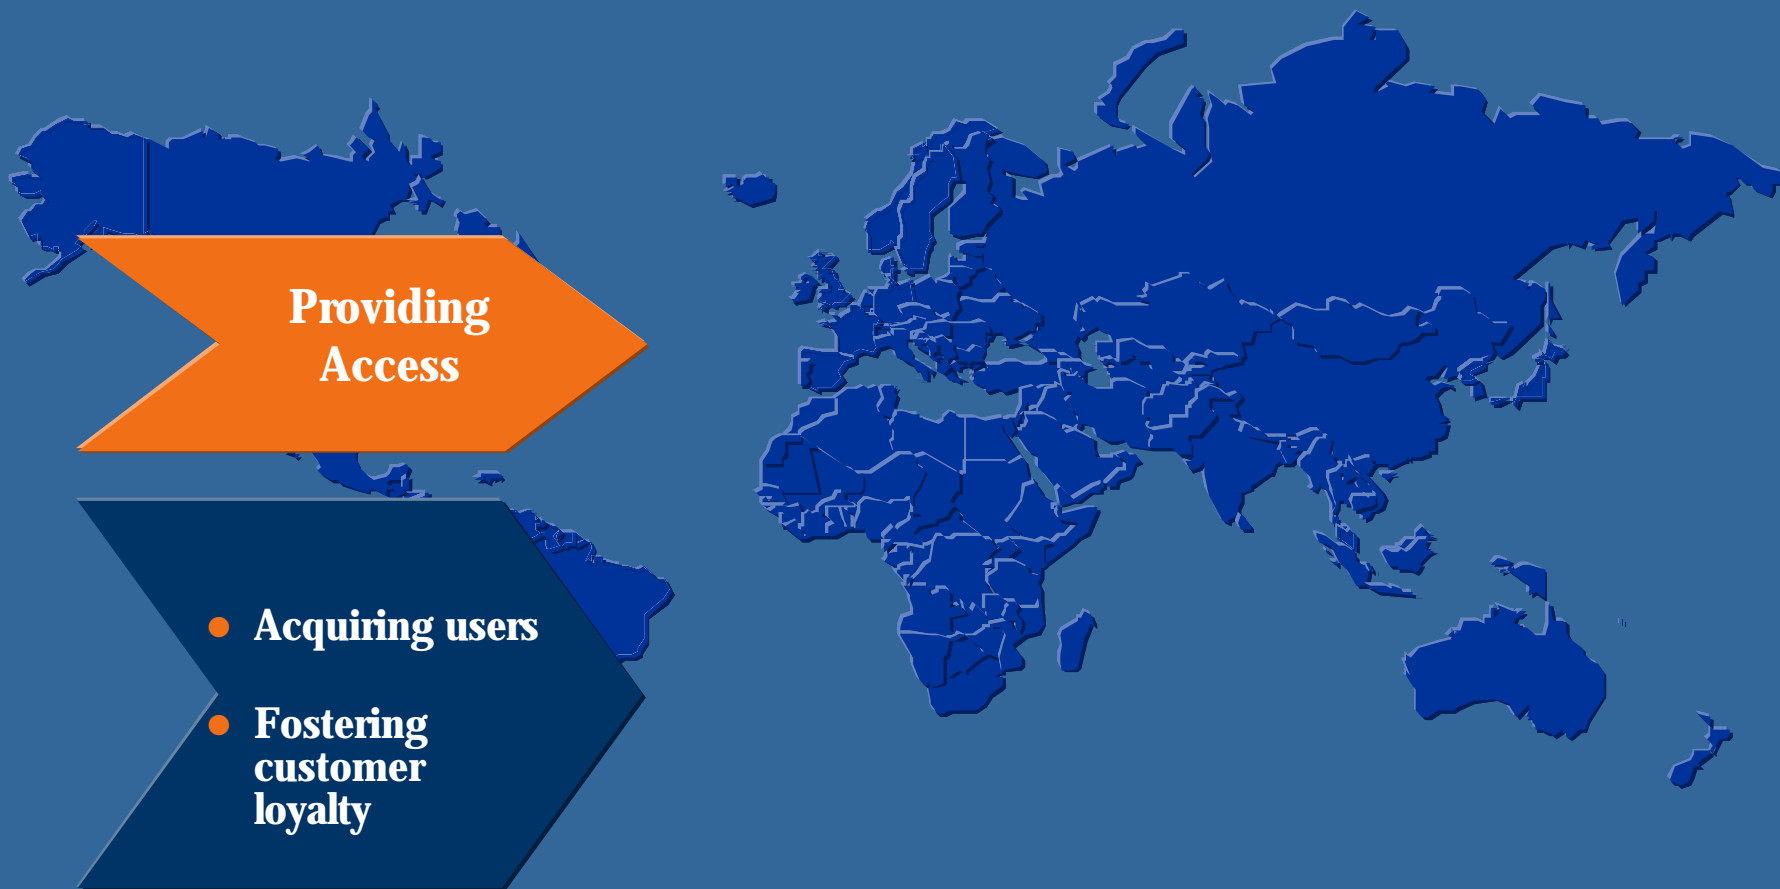 Providing
Access
Acquiring users
Fostering
customer
loyalty